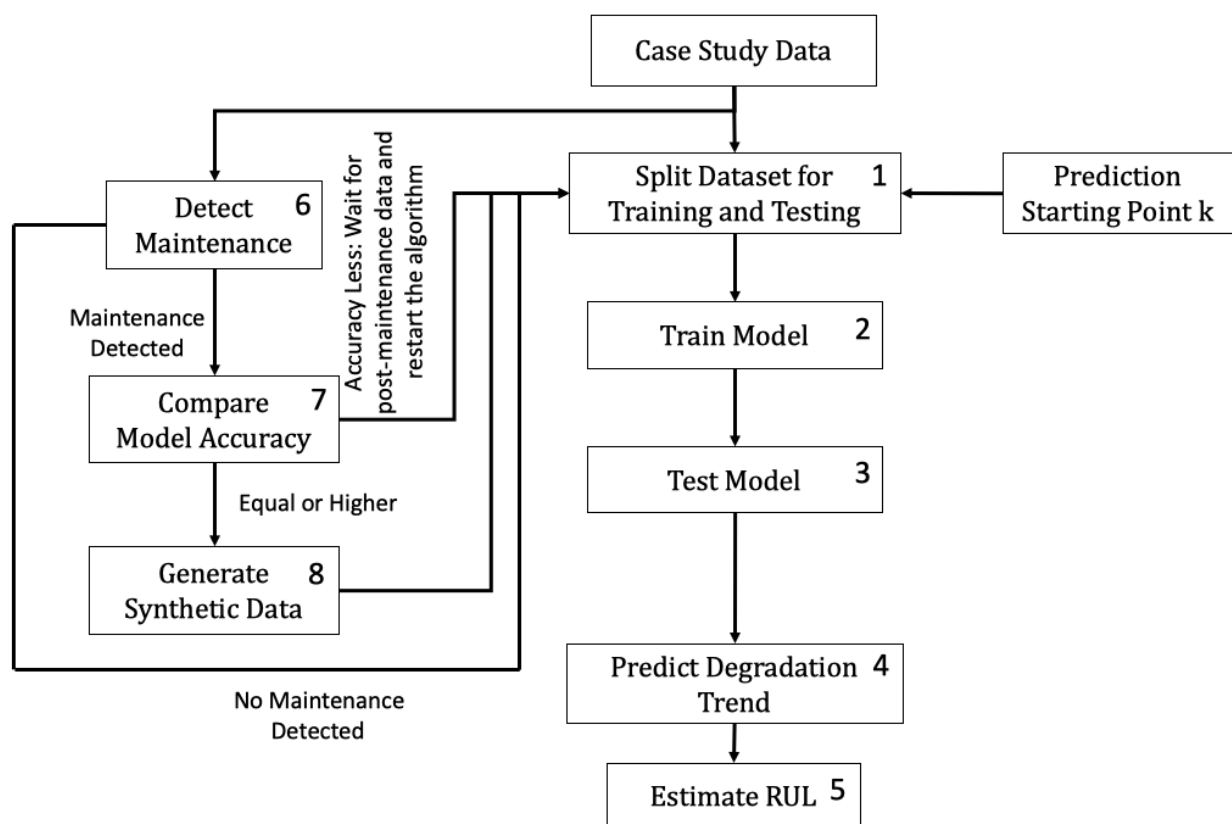 Case Study Data
Split Dataset for
Training and Testing
1
Prediction
Starting Point k
Detect
Maintenance
6
Accuracy Less: Wait for
post-maintenance data and
restart the algorithm
Maintenance
Detected
Train Model
2
Compare
Model Accuracy
7
Test Model
3
Equal or Higher
Generate
Synthetic Data
8
Predict Degradation
Trend
4
No Maintenance
Detected
Estimate RUL
5